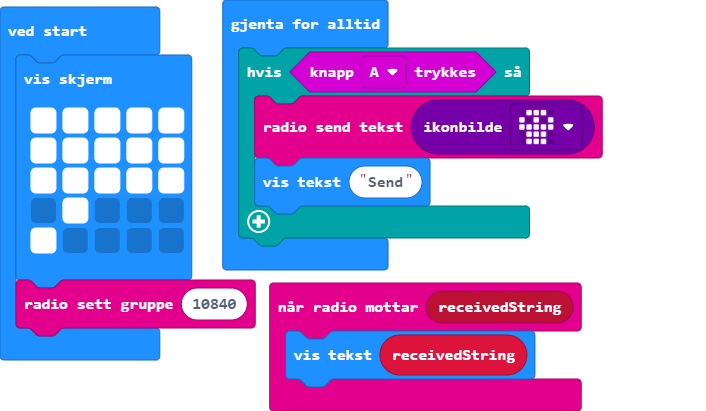 ved start
vis skjerm
radio sett gruppe 10840
gjenta for alltid
hvis knapp A trykkes så
radio send tekst ikonbilde
vis tekst "Send"
når radio mottar receivedString
vis tekst receivedString